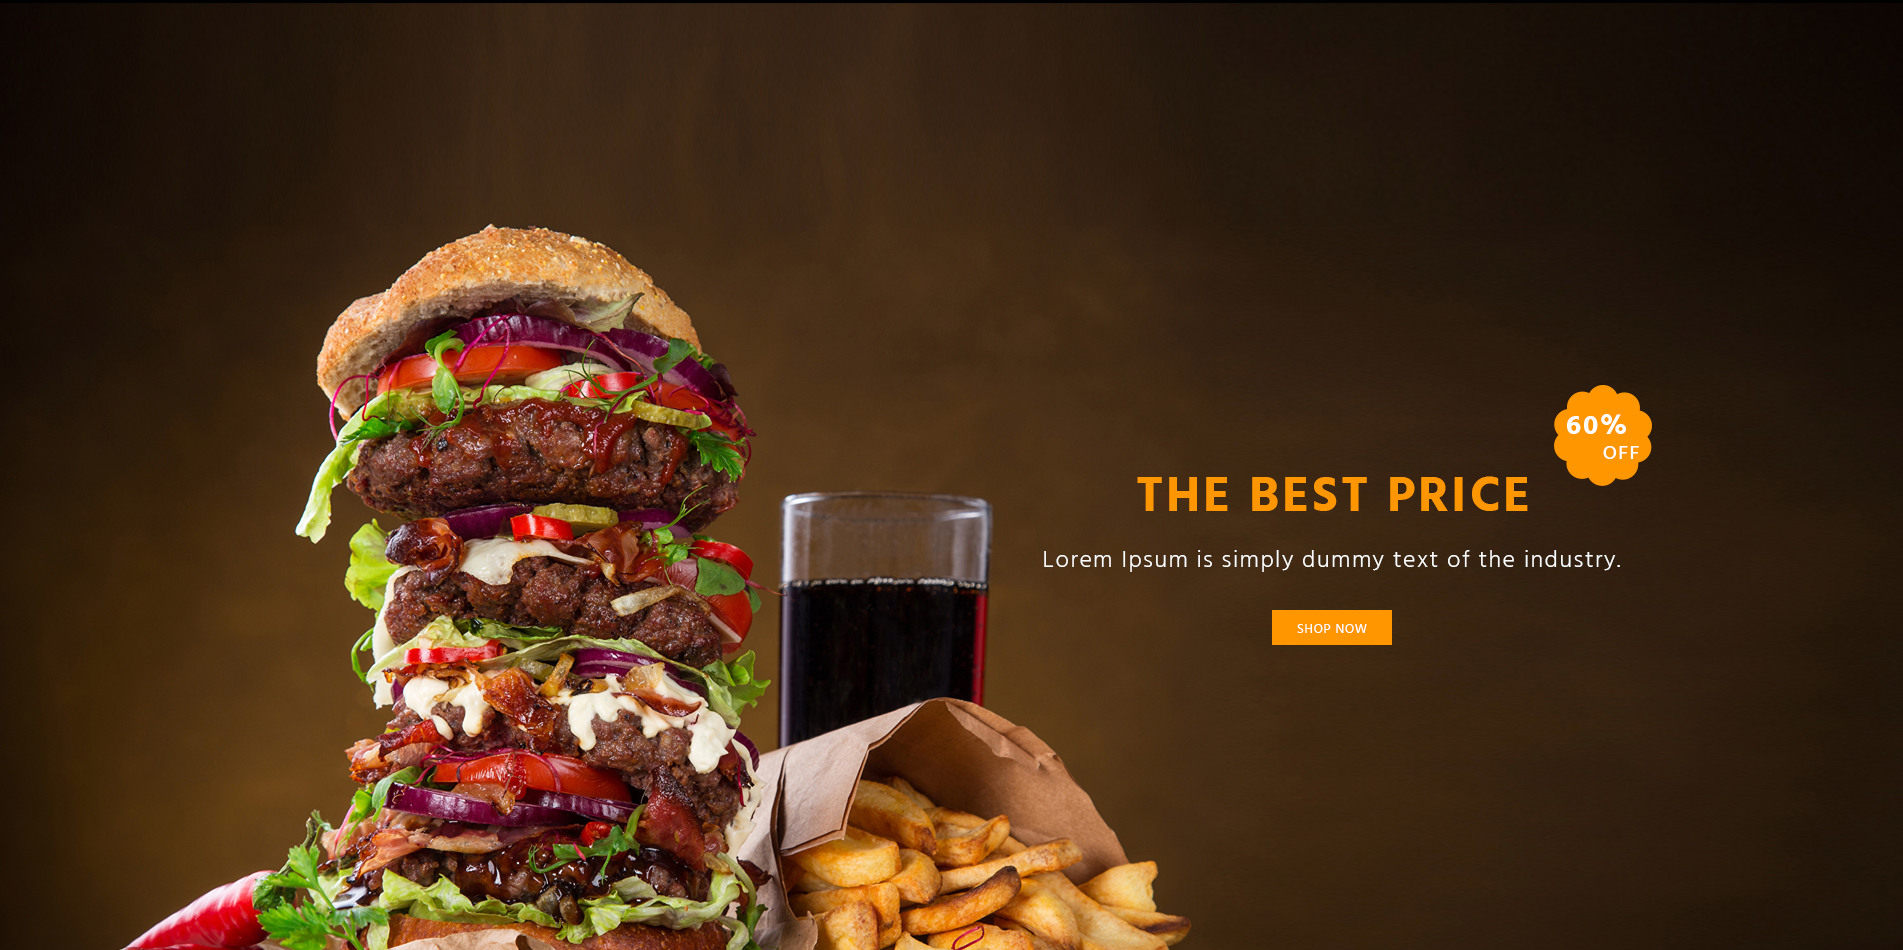 60%
OFF
THE BEST PRICE
Lorem Ipsum is simply dummy text of the industry.
SHOP NOW